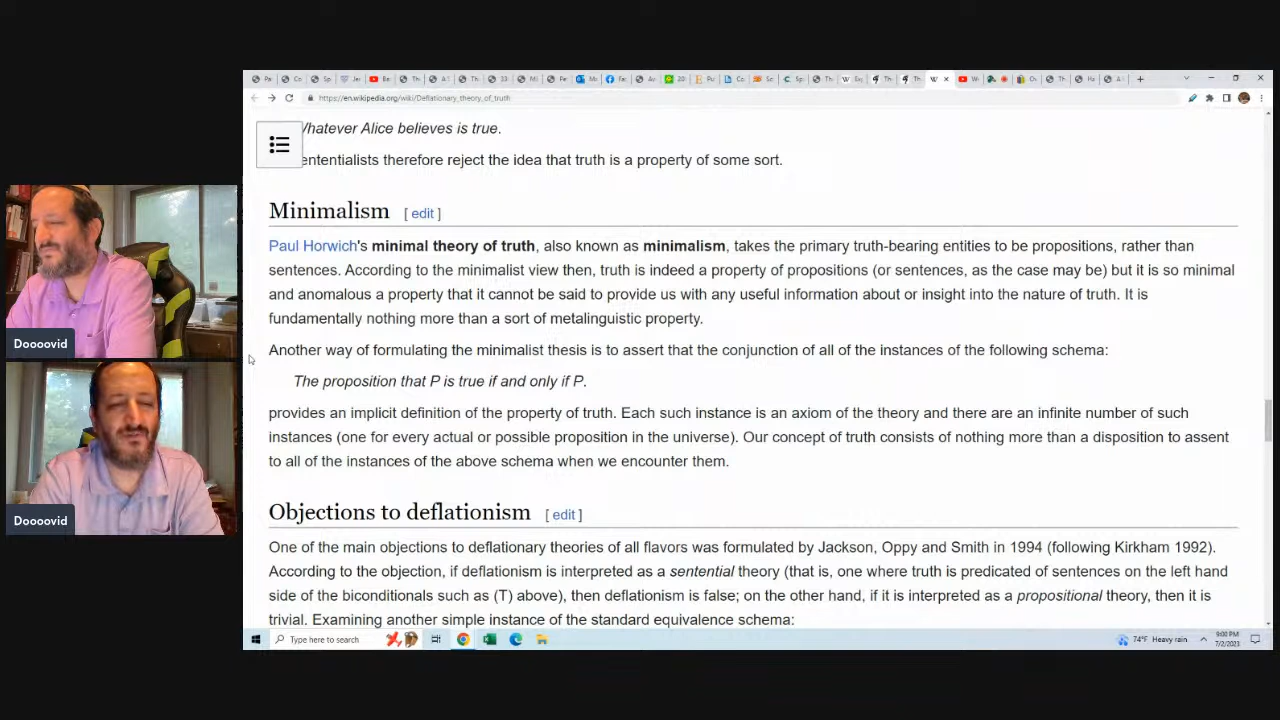 https://en.wikipedia.org/wiki/Deflationary_theory_of_truth
Whatever Alice believes is true.
ententialists therefore reject the idea that truth is a property of some sort.
Minimalism [ edit ]
Paul Horwich's minimal theory of truth, also known as minimalism, takes the primary truth-bearing entities to be propositions, rather than
sentences. According to the minimalist view then, truth is indeed a property of propositions (or sentences, as the case may be) but it is so minimal
and anomalous a property that it cannot be said to provide us with any useful information about or insight into the nature of truth. It is
fundamentally nothing more than a sort of metalinguistic property.
Another way of formulating the minimalist thesis is to assert that the conjunction of all of the instances of the following schema:
The proposition that P is true if and only if P.
provides an implicit definition of the property of truth. Each such instance is an axiom of the theory and there are an infinite number of such
instances (one for every actual or possible proposition in the universe). Our concept of truth consists of nothing more than a disposition to assent
to all of the instances of the above schema when we encounter them.
Objections to deflationism [ edit ]
One of the main objections to deflationary theories of all flavors was formulated by Jackson, Oppy and Smith in 1994 (following Kirkham 1992).
According to the objection, if deflationism is interpreted as a sentential theory (that is, one where truth is predicated of sentences on the left hand
side of the biconditionals such as (T) above), then deflationism is false; on the other hand, if it is interpreted as a propositional theory, then it is
trivial. Examining another simple instance of the standard equivalence schema:
Doooovid
Doooovid
Type here to search
74°F Heavy rain
9:00 PM
7/2/2023